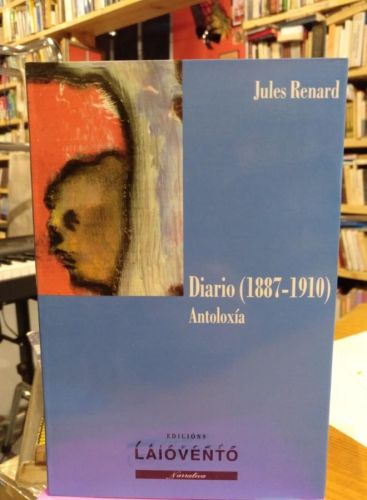 Jules Renard
Diario (1887-1910)
Antoloxía
EDICIÓNS
LAIOVENTO
Narrativa